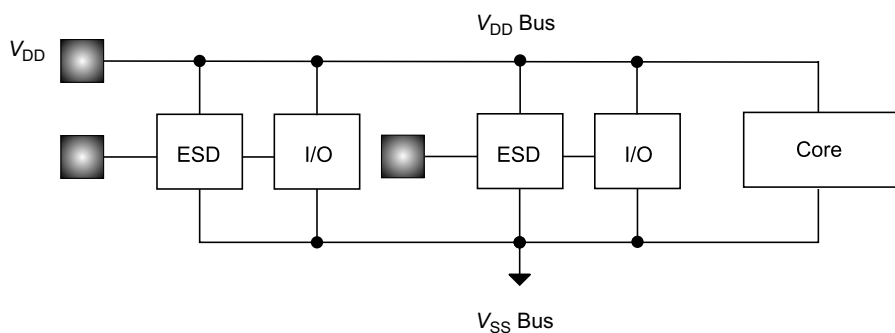 V_DD Bus
V_DD
ESD
I/O
ESD
I/O
Core
V_SS Bus